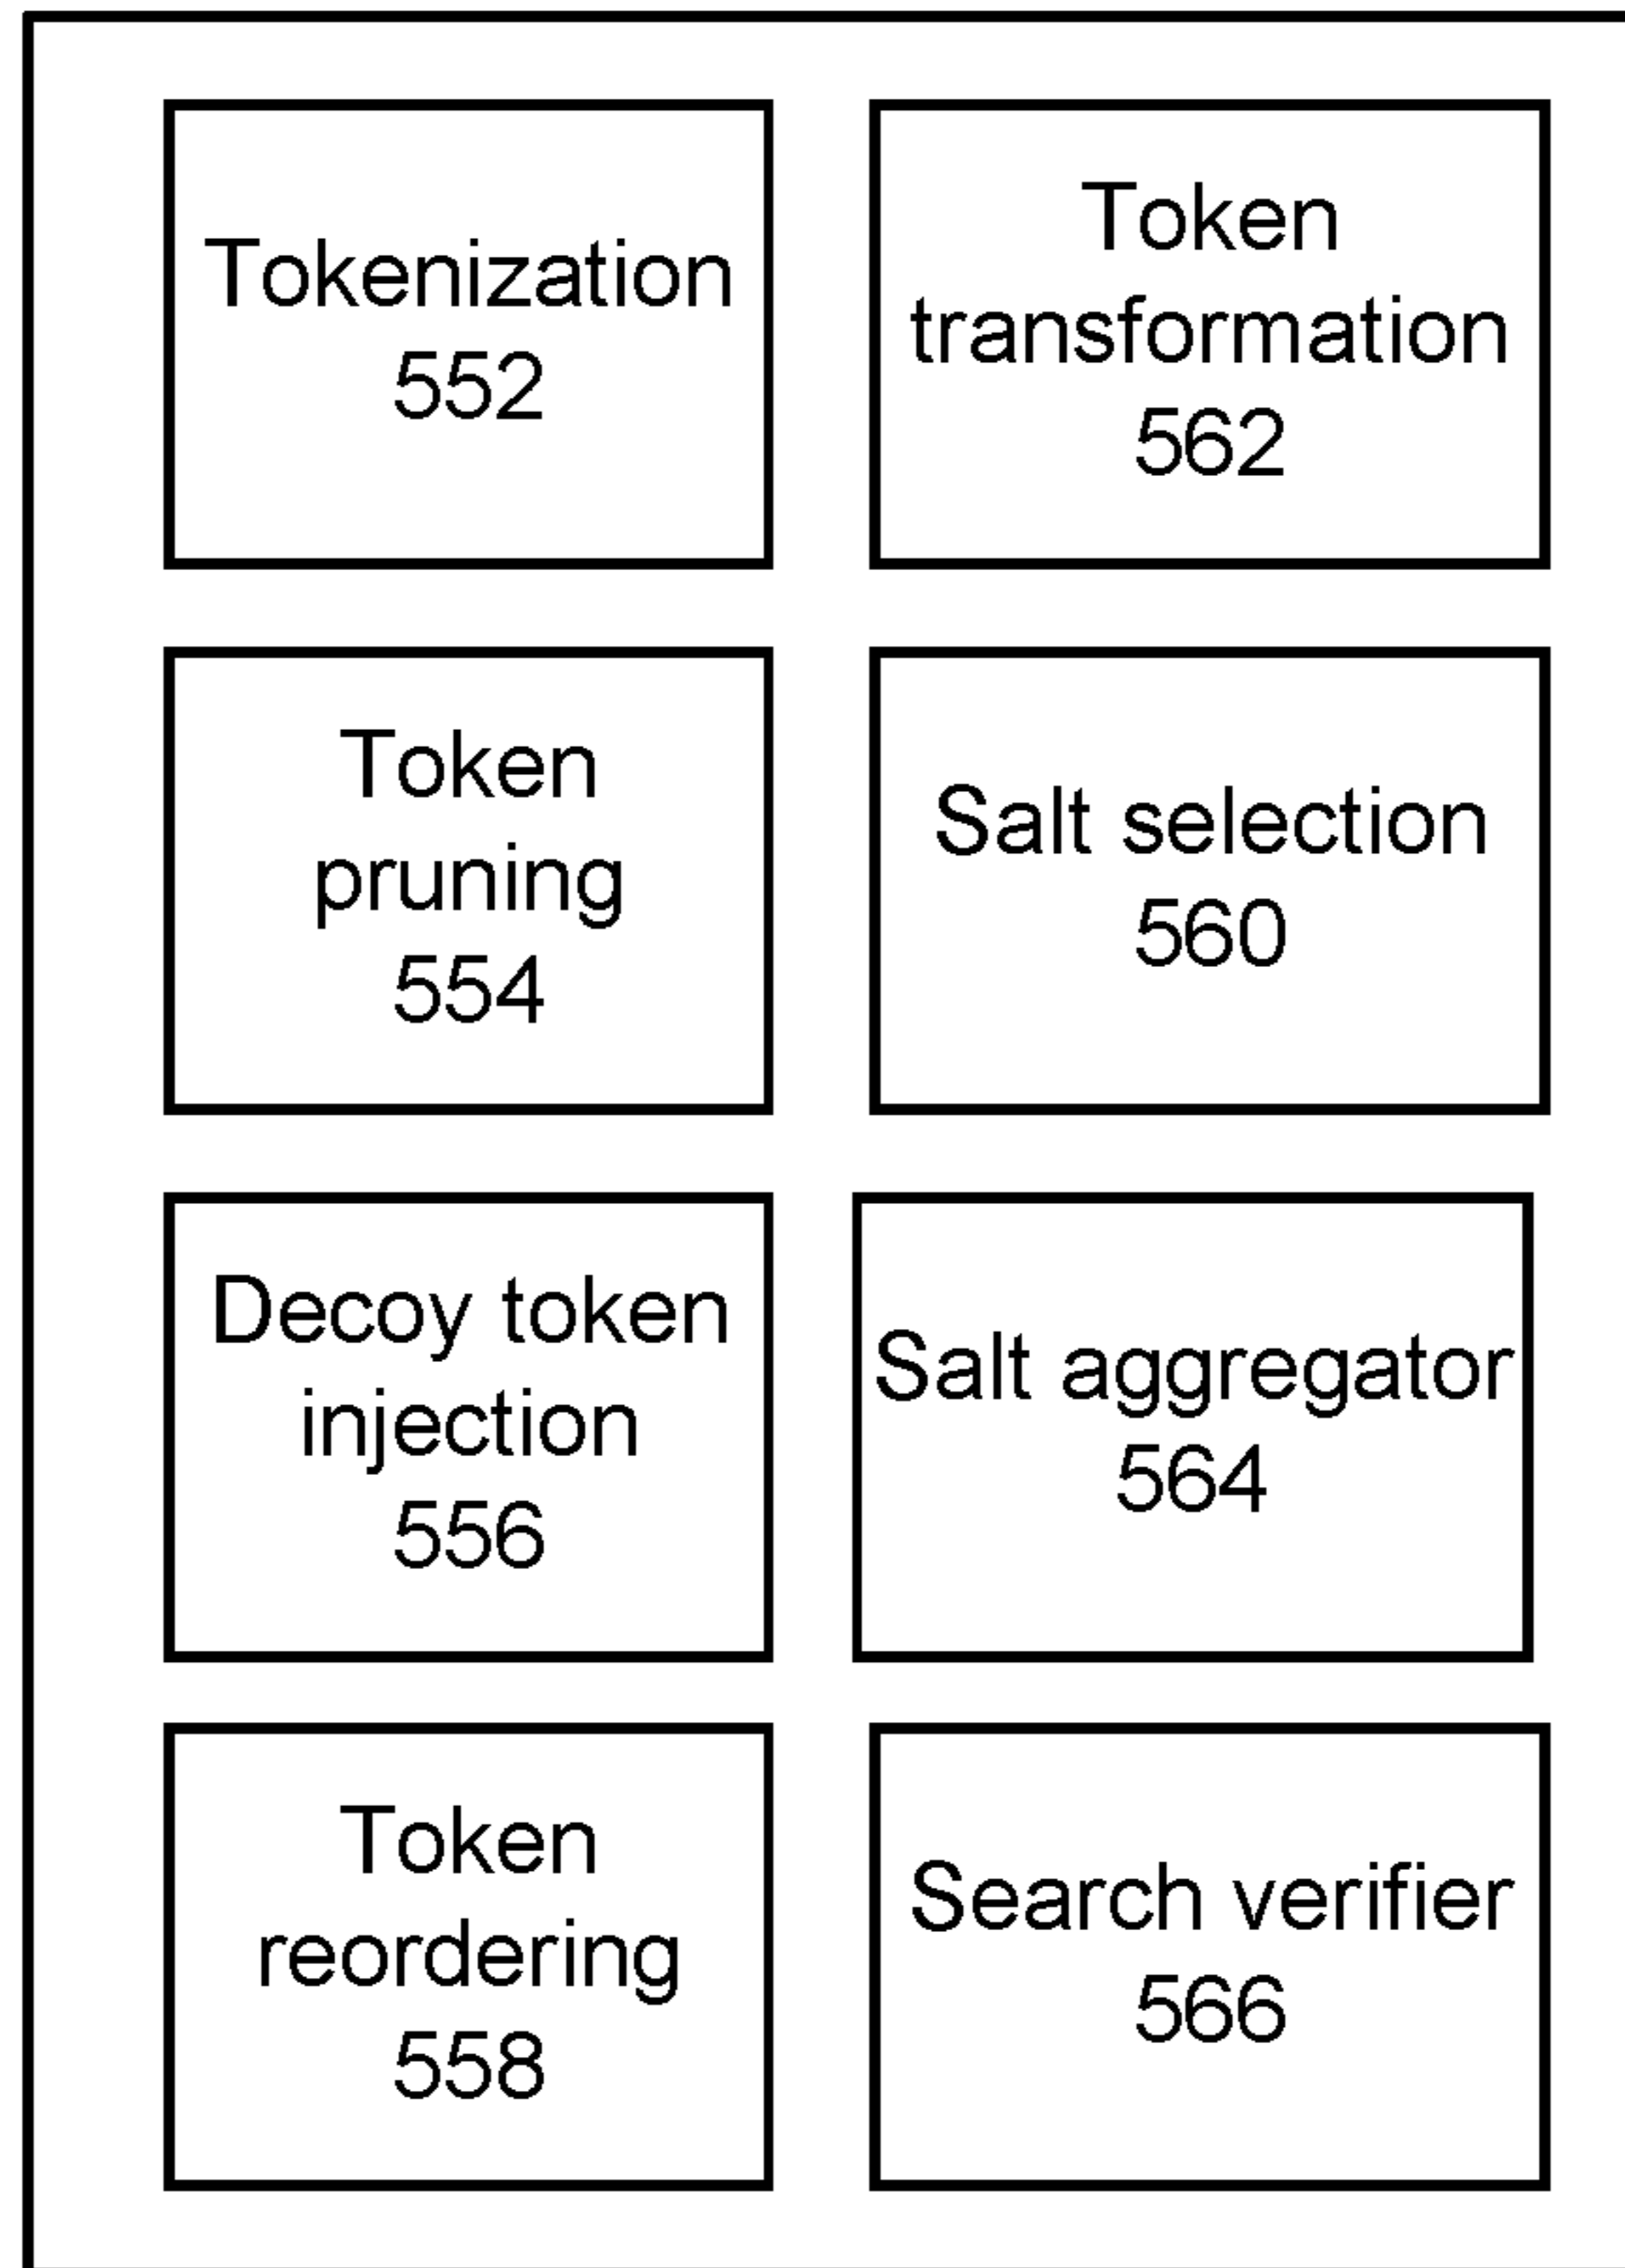 Tokenization
552
Token
transformation
562
Token
pruning
554
Salt selection
560
Decoy token
injection
556
Salt aggregator
564
Token
reordering
558
Search verifier
566